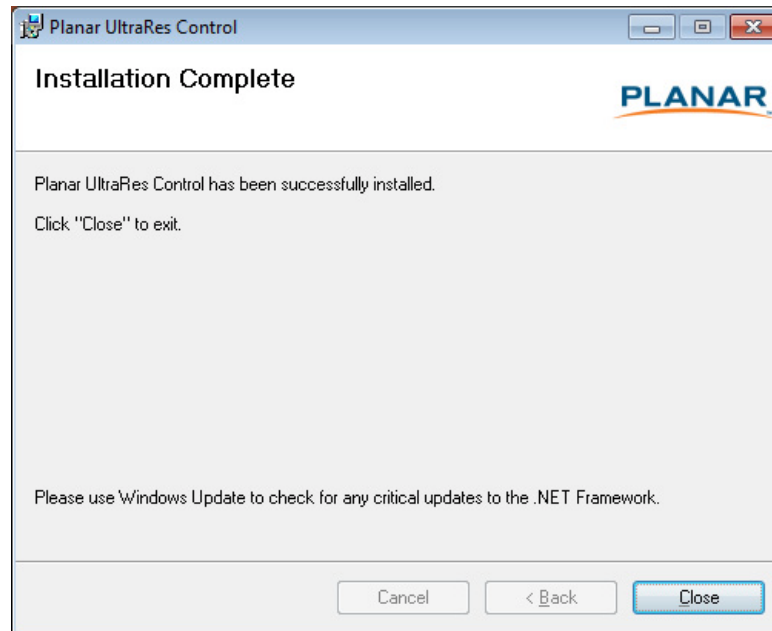 Planar UltraRes Control
Installation Complete
PLANAR
Planar UltraRes Control has been successfully installed.
Click "Close" to exit.
Please use Windows Update to check for any critical updates to the .NET Framework.
Cancel
< Back
Close